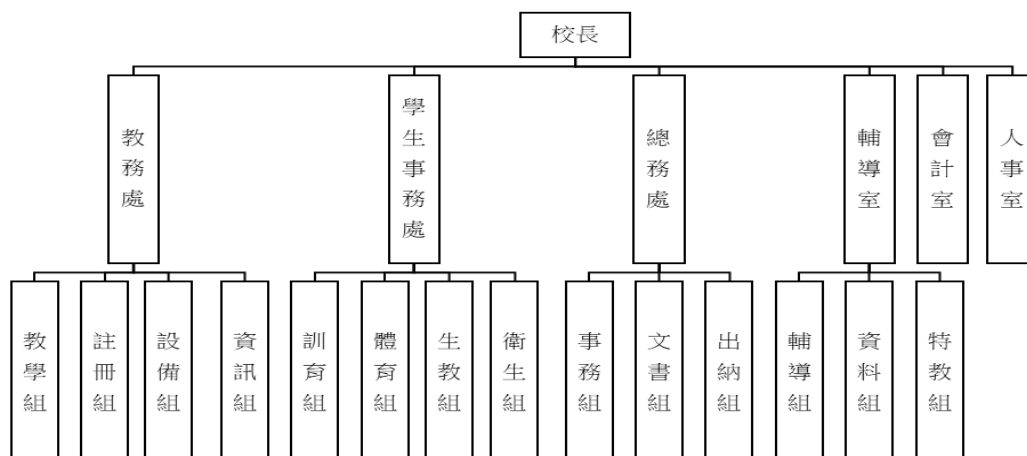 校長
教務處
學生事務處
總務處
輔導室
會計室
人事室
教學組
註冊組
設備組
資訊組
訓育組
體育組
生教組
衛生組
事務組
文書組
出納組
輔導組
資料組
特教組